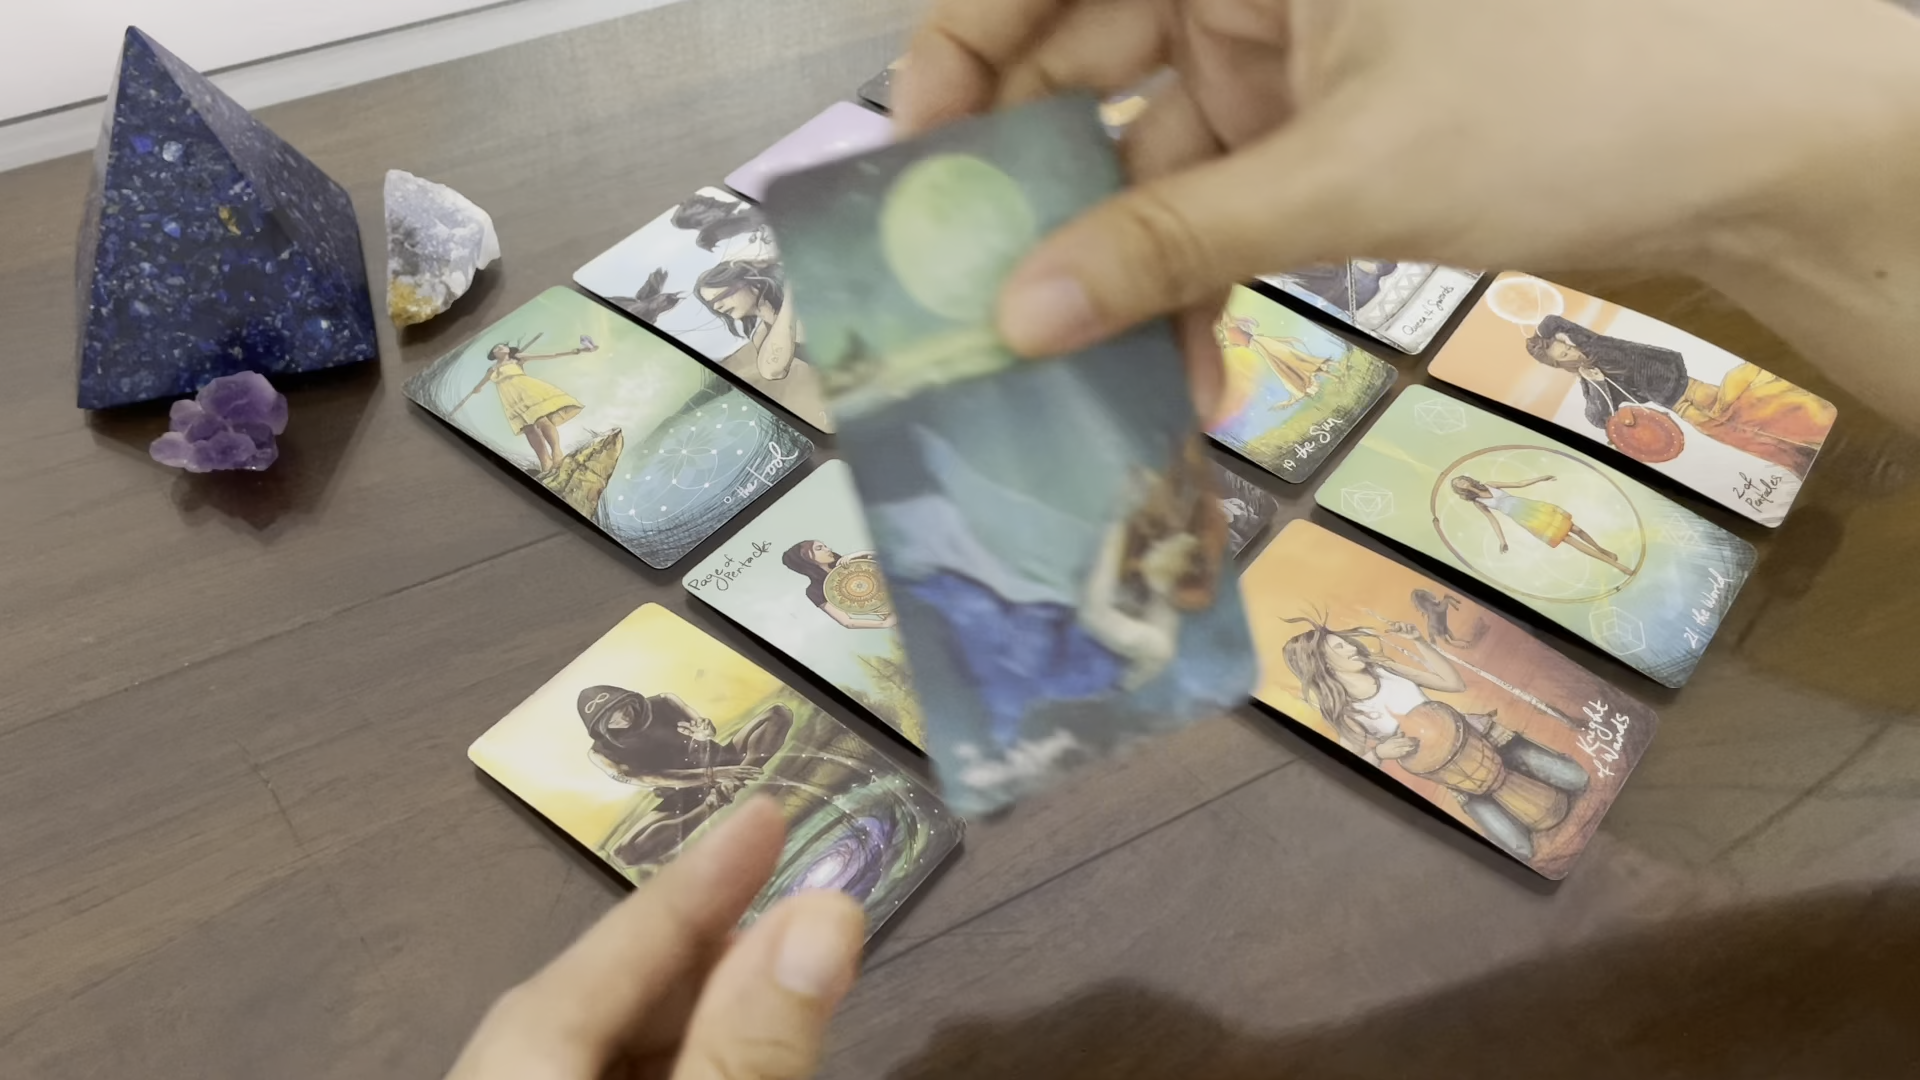 Queen of Swords
19 the Sun
2 of
Pentacles
0 the Fool
Page of
Pentacles
21 the World
Knight
of Wands